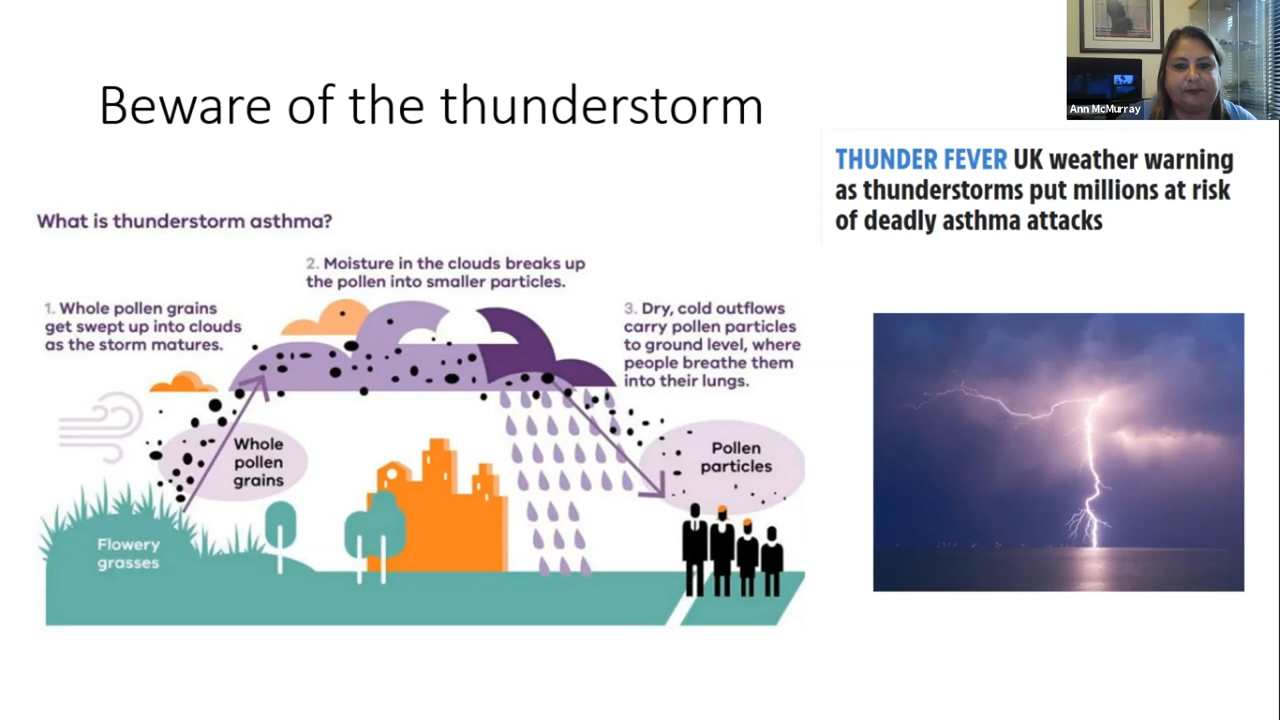 Beware of the thunderstorm
Ann McMurray
THUNDER FEVER UK weather warning
as thunderstorms put millions at risk
of deadly asthma attacks
What is thunderstorm asthma?
1. Whole pollen grains
get swept up into clouds
as the storm matures.
2. Moisture in the clouds breaks up
the pollen into smaller particles.
3. Dry, cold outflows
carry pollen particles
to ground level, where
people breathe them
into their lungs.
Whole
pollen
grains
Pollen
particles
Flowery
grasses